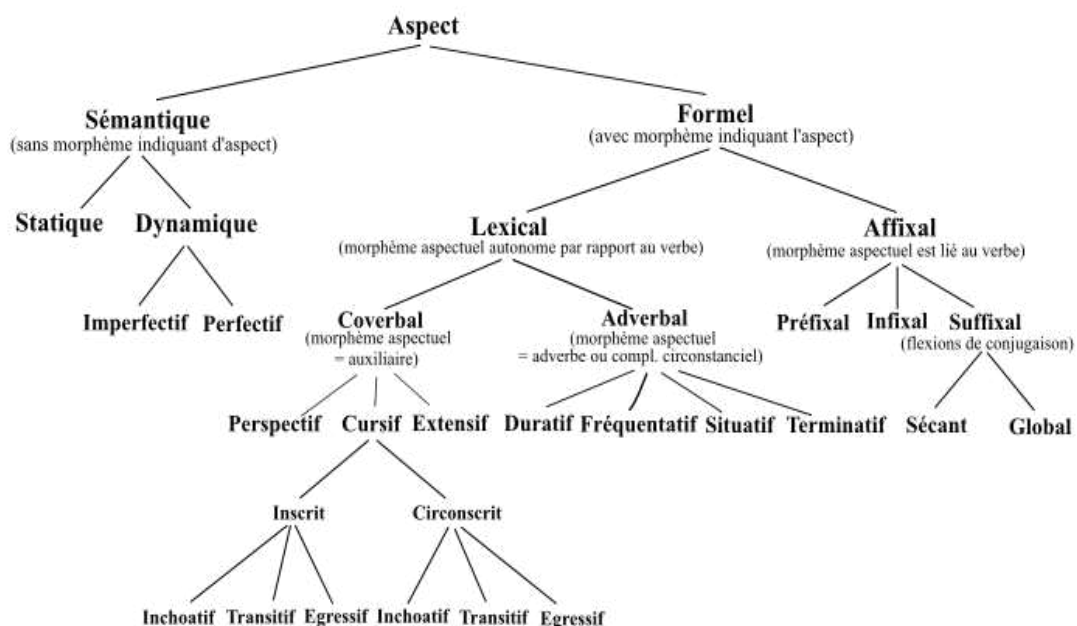 Aspect
Sémantique
(sans morphème indiquant d'aspect)
Formel
(avec morphème indiquant l'aspect)
Statique
Dynamique
Lexical
(morphème aspectuel autonome par rapport au verbe)
Affixal
(morphème aspectuel est lié au verbe)
Imperfectif
Perfectif
Coverbal
(morphème aspectuel
= auxiliaire)
Adverbal
(morphème aspectuel
= adverbe ou compl. circonstanciel)
Préfixal
Infixal
Suffixal
(flexions de conjugaison)
Perspectif
Cursif
Extensif
Duratif
Fréquentatif
Situatif
Terminatif
Sécant
Global
Inscrit
Circonscrit
Inchoatif
Transitif
Egressif
Inchoatif
Transitif
Egressif